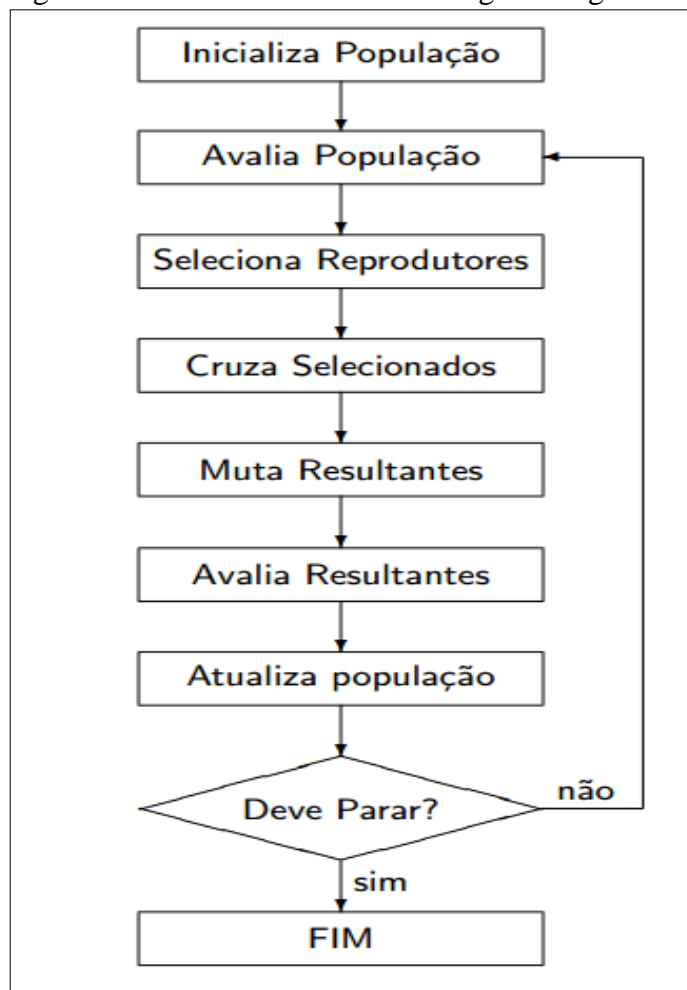 Inicializa População
Avalia População
Seleciona Reprodutores
Cruza Selecionados
Muta Resultantes
Avalia Resultantes
Atualiza população
Deve Parar?
não
sim
FIM